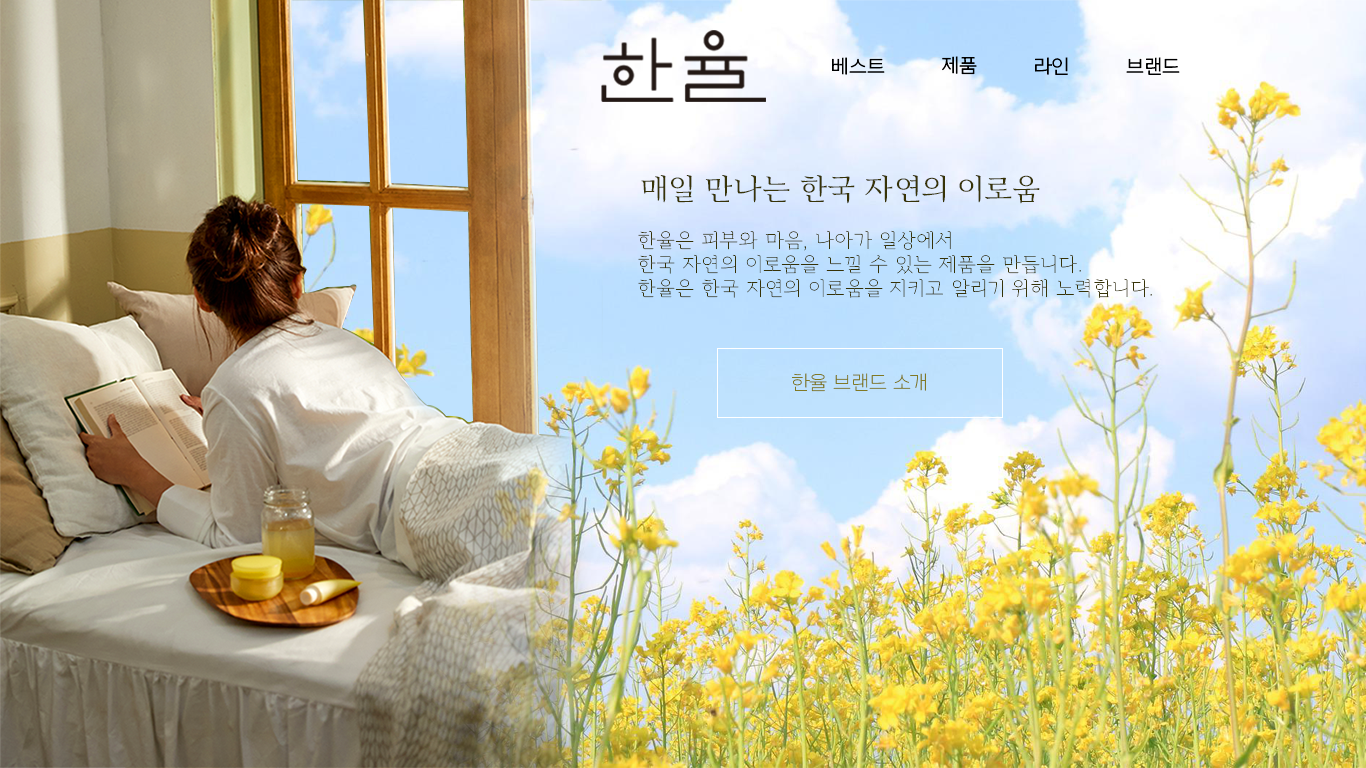 한율
베스트 제품 라인 브랜드
매일 만나는 한국 자연의 이로움
한율은 피부와 마음, 나아가 일상에서
한국 자연의 이로움을 느낄 수 있는 제품을 만듭니다.
한율은 한국 자연의 이로움을 지키고 알리기 위해 노력합니다.
한율 브랜드 소개